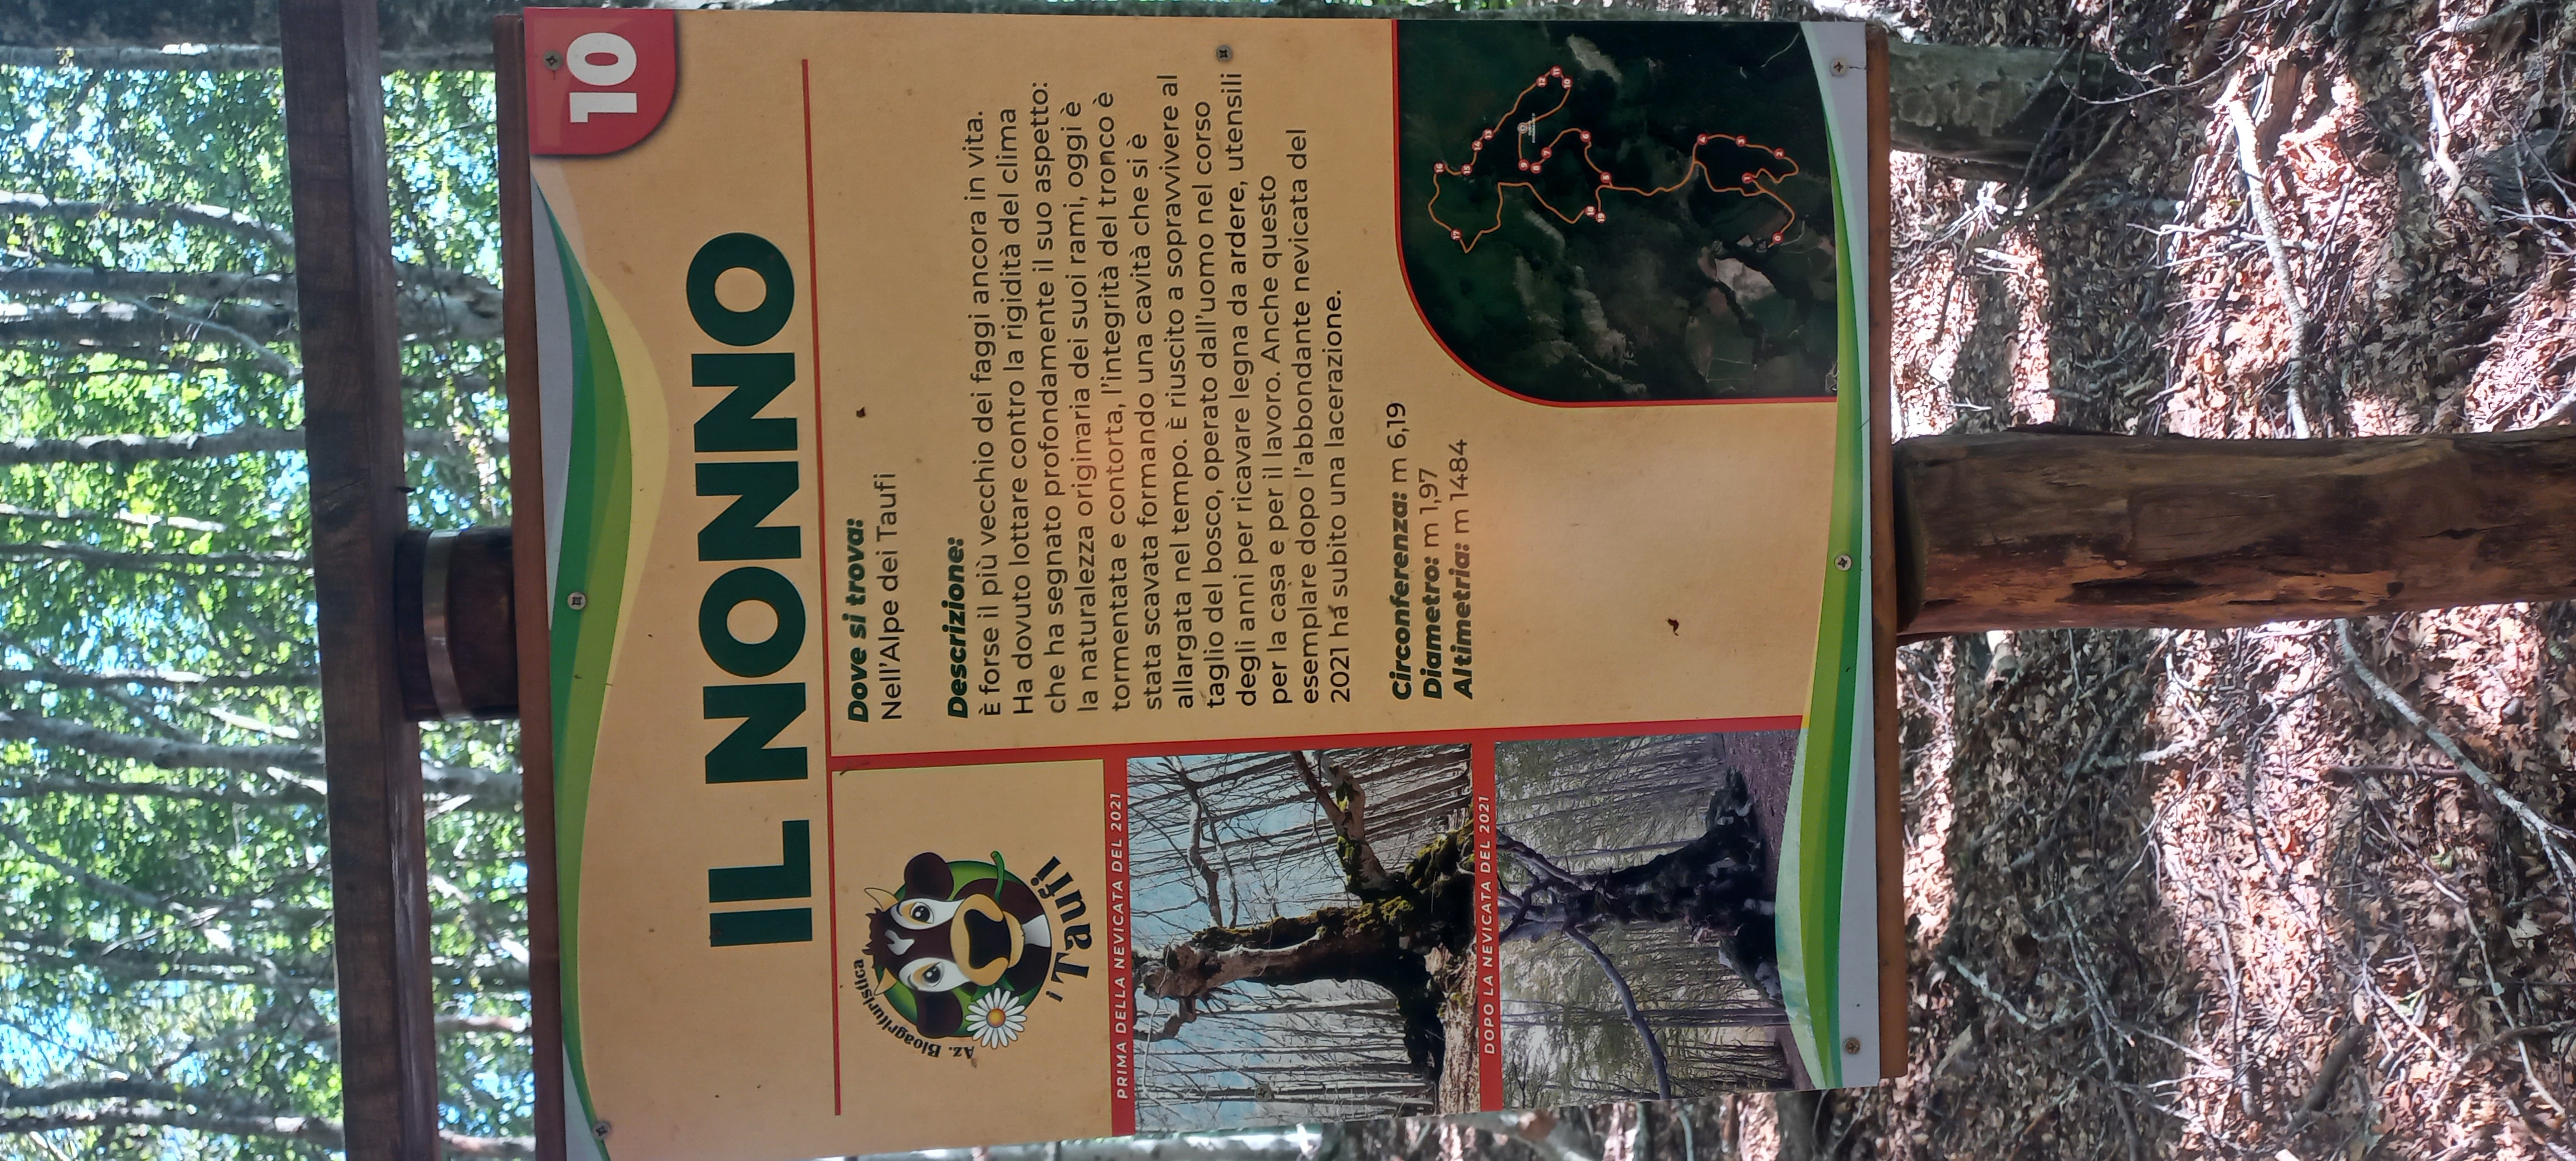 10
IL NONNO
Az. Bioagrituristica
i Taufi
Dove si trova:
Nell'Alpe dei Taufi
Descrizione:
È forse il più vecchio dei faggi ancora in vita.
Ha dovuto lottare contro la rigidità del clima
che ha segnato profondamente il suo aspetto:
la naturalezza originaria dei suoi rami, oggi è
tormentata e contorta, l'integrità del tronco è
stata scavata formando una cavità che si è
allargata nel tempo. È riuscito a sopravvivere al
taglio del bosco, operato dall'uomo nel corso
degli anni per ricavare legna da ardere, utensili
per la casa e per il lavoro. Anche questo
esemplare dopo l'abbondante nevicata del
2021 ha subito una lacerazione.
Circonferenza: m 6,19
Diametro: m 1,97
Altimetria: m 1484
PRIMA DELLA NEVICATA DEL 2021
DOPO LA NEVICATA DEL 2021